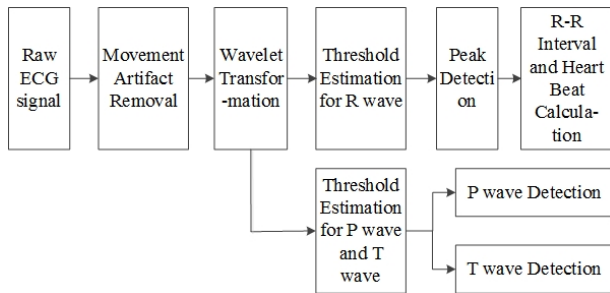 Raw
ECG
signal
Movement
Artifact
Removal
Wavelet
Transfor
-mation
Threshold
Estimation
for R wave
Peak
Detecti
on
R-R
Interval
and Heart
Beat
Calcula-
tion
Threshold
Estimation
for P wave
and T
wave
P wave Detection
T wave Detection